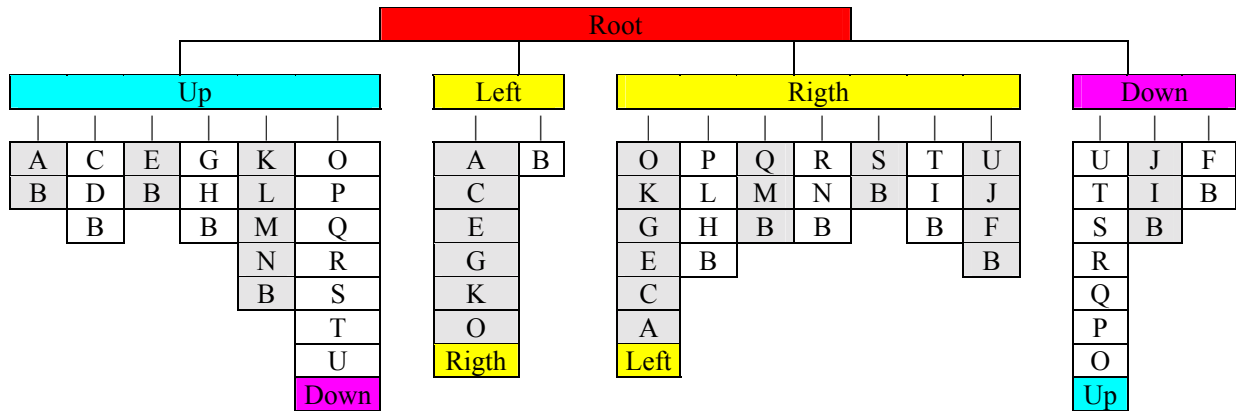 Root
Up Left Rigth Down
A C E G K O A B O P Q R S T U U J F
B D B H L P C K L M N B I J T I B
B B M Q E G H B B B F S B
N R G E B B R
B S K C Q
T O A P
U Rigth Left O
Down Up